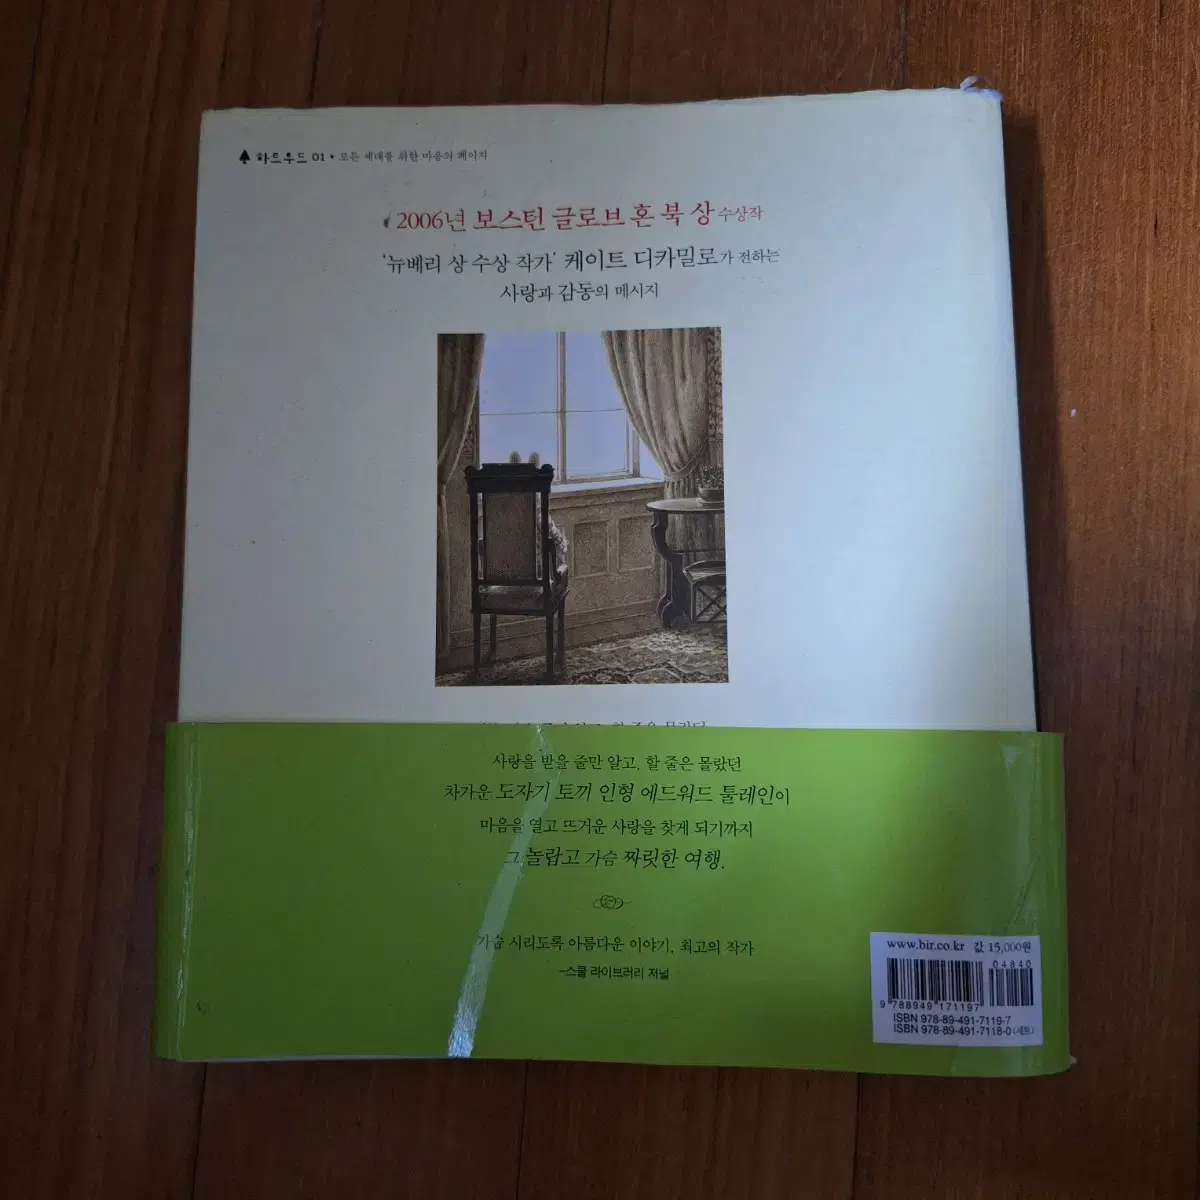 하트우드 01 • 모든 세대를 위한 마음의 페이지
2006년 보스턴 글로브 혼 북 상 수상작
'뉴베리 상 수상 작가' 케이트 디카밀로가 전하는
사랑과 감동의 메시지
사랑을 받을 줄만 알고, 할 줄은 몰랐던
차가운 도자기 토끼 인형 에드워드 툴레인이
마음을 열고 뜨거운 사랑을 찾게 되기까지
그 놀랍고 가슴 짜릿한 여행.
가슴 시리도록 아름다운 이야기, 최고의 작가
-스쿨 라이브러리 저널
www.bir.co.kr 값 15,000원
04840
9 788949 171197
ISBN 978-89-491-7119-7
ISBN 978-89-491-7118-0(세트)